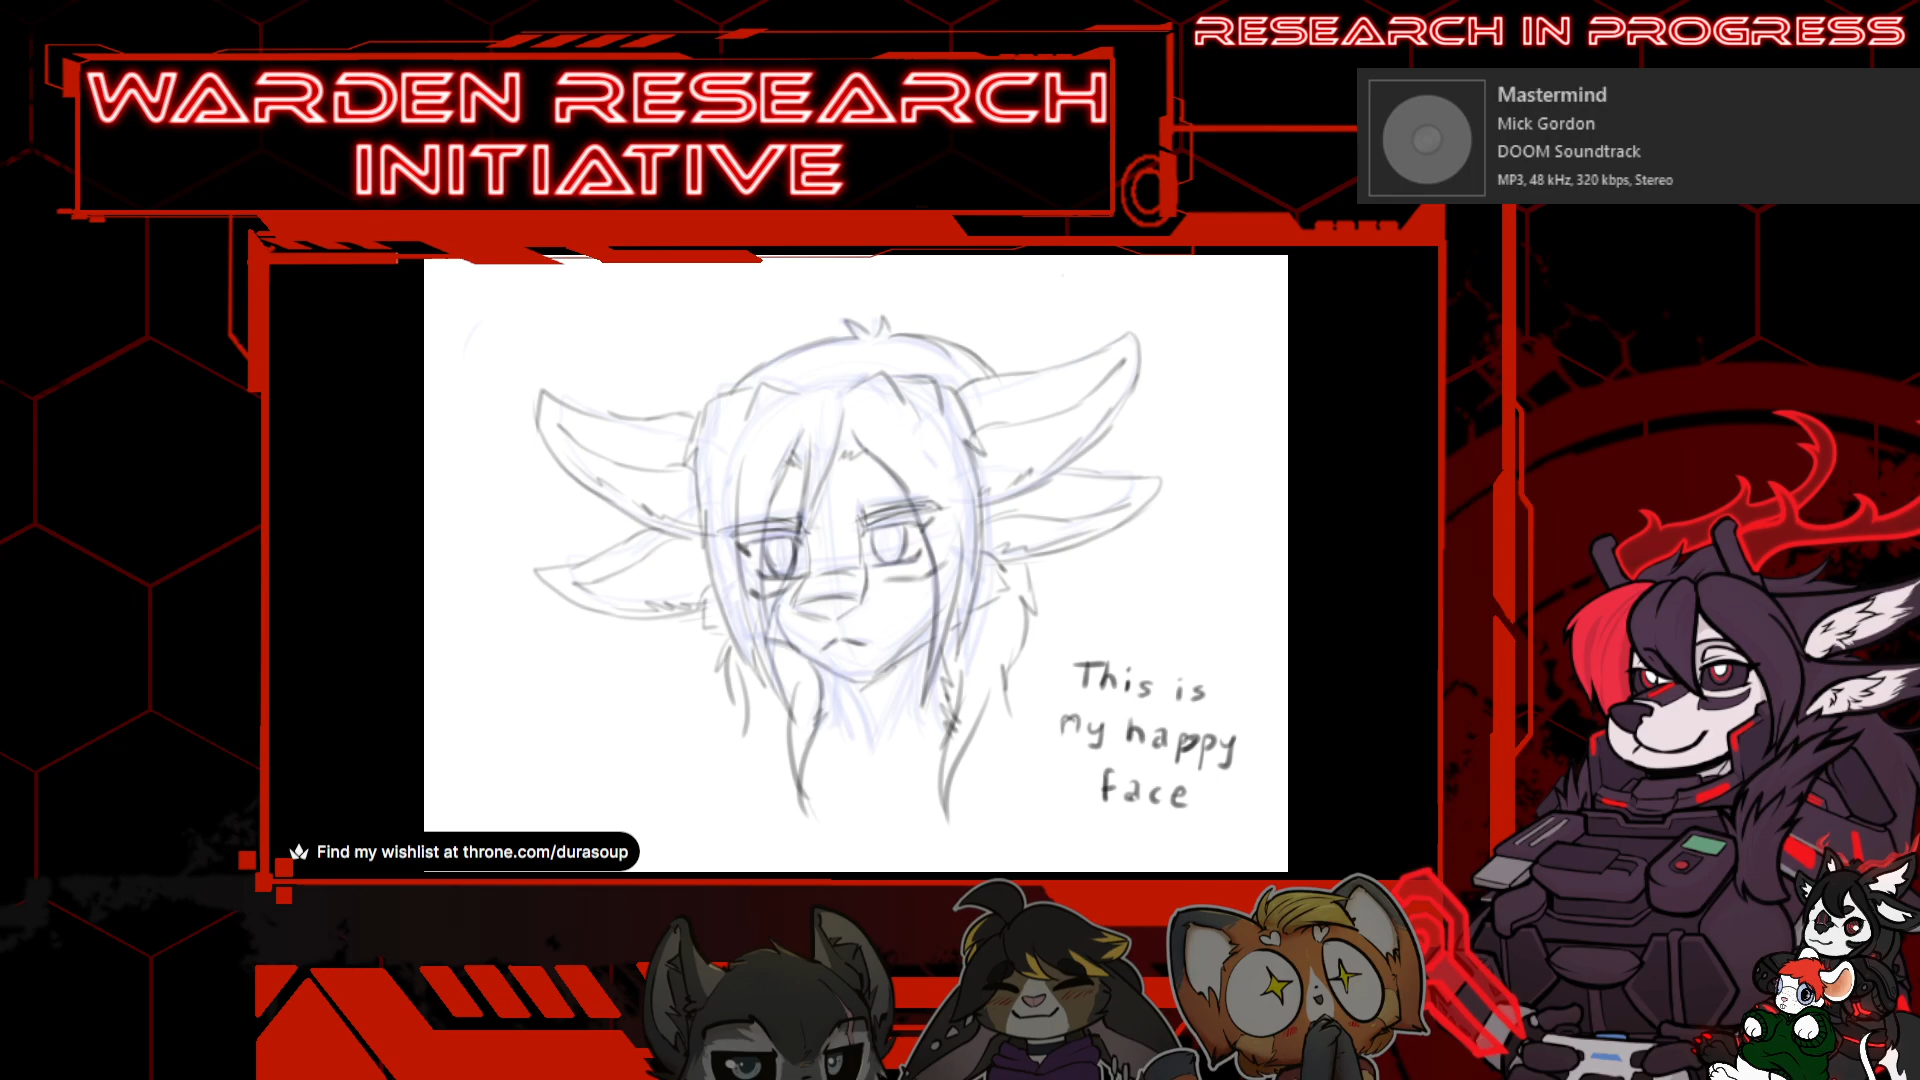 RESEARCH IN PROGRESS
WARDEN RESEARCH
INITIATIVE
Mastermind
Mick Gordon
DOOM Soundtrack
MP3, 48 kHz, 320 kbps, Stereo
This is
my happy
face
Find my wishlist at throne.com/durasoup